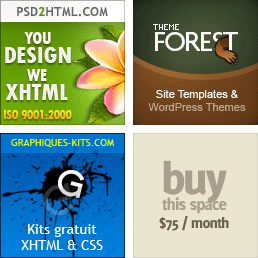 PSD2HTML.COM
YOU
DESIGN
WE
XHTML
ISO 9001:2000
THEME
FOREST
Site Templates &
WordPress Themes
GRAPHIQUES-KITS.COM
G
Kits gratuit
XHTML & CSS
buy
this space
$75 / month